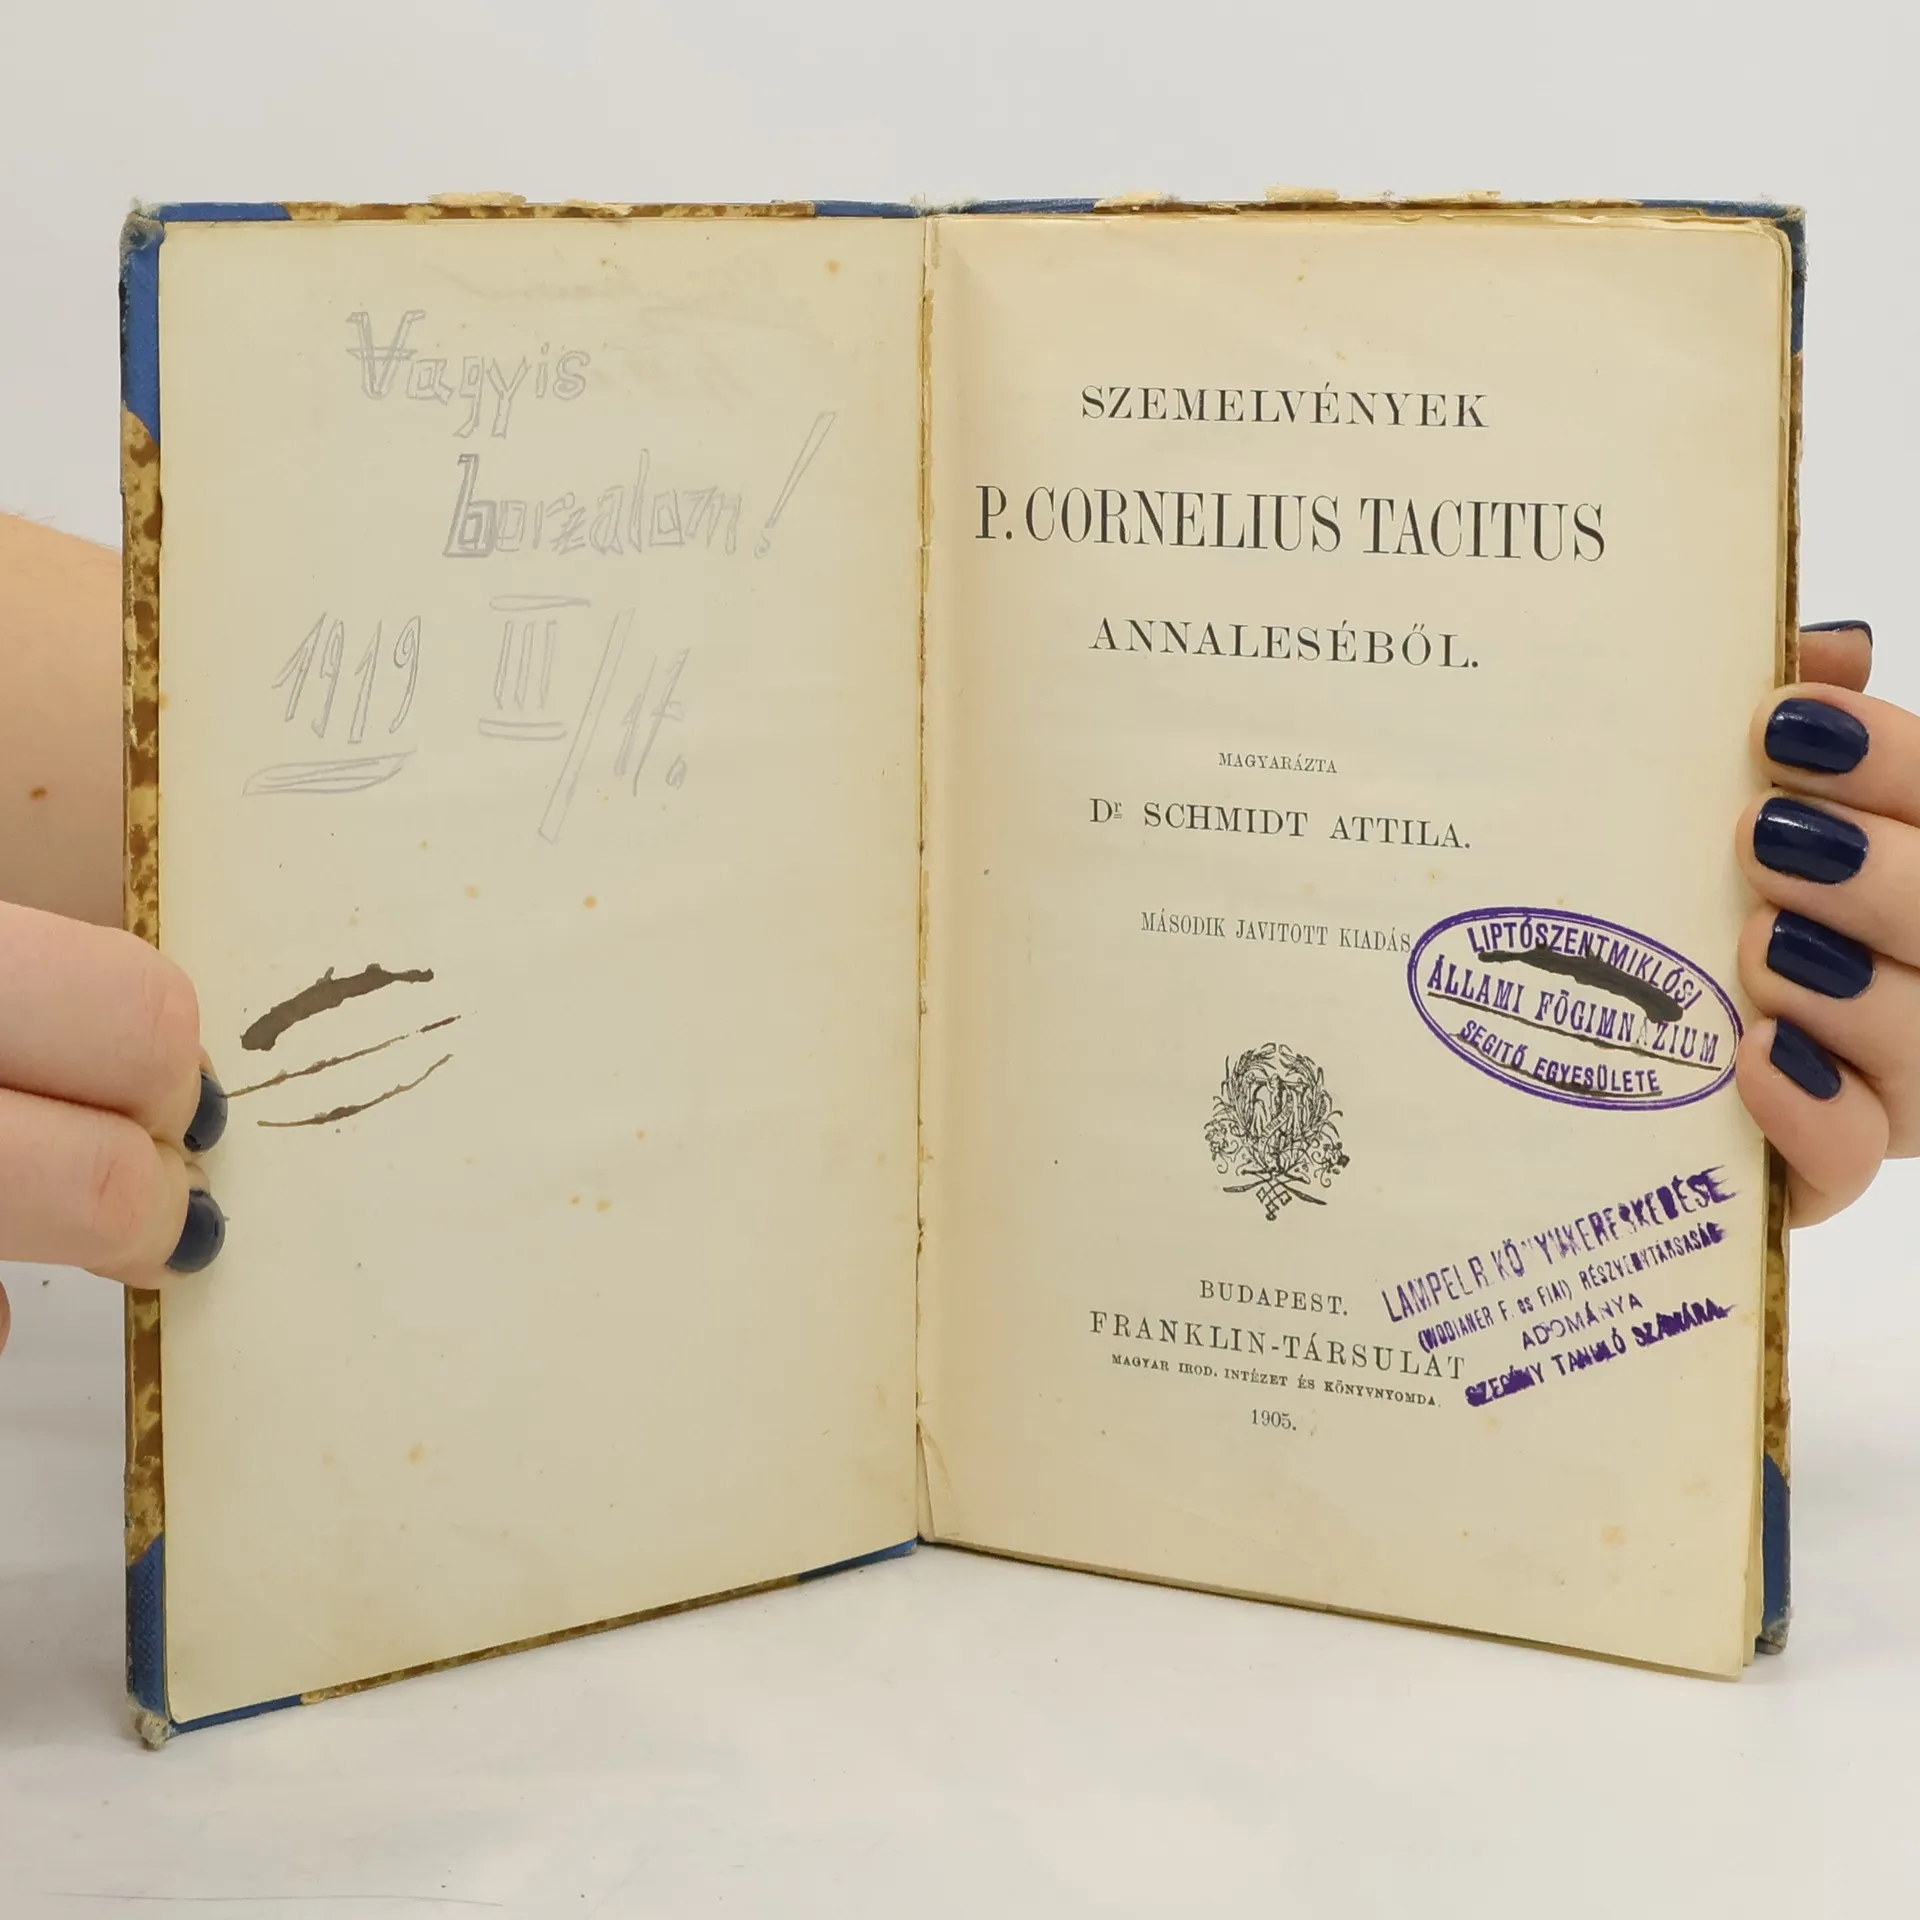 Vagyis
borzalom!
1919 III/17.
SZEMELVÉNYEK
P. CORNELIUS TACITUS
ANNALESÉBŐL.
MAGYARÁZTA
Dr SCHMIDT ATTILA.
MÁSODIK JAVITOTT KIADÁS
LIPTÓSZENTMIKLÓSI
ÁLLAMI FŐGIMNAZIUM
SEGITŐ EGYESÜLETE
BUDAPEST.
FRANKLIN-TÁRSULAT
MAGYAR IROD. INTÉZET ÉS KÖNYVNYOMDA.
1905.
LAMPEL R. KÖNYVKERESKEDÉSE
(WODIANER F. és FIAI) RÉSZVÉNYTÁRSASÁG
ADOMÁNYA
SZEGÉNY TANULÓ SZÁMÁRA.